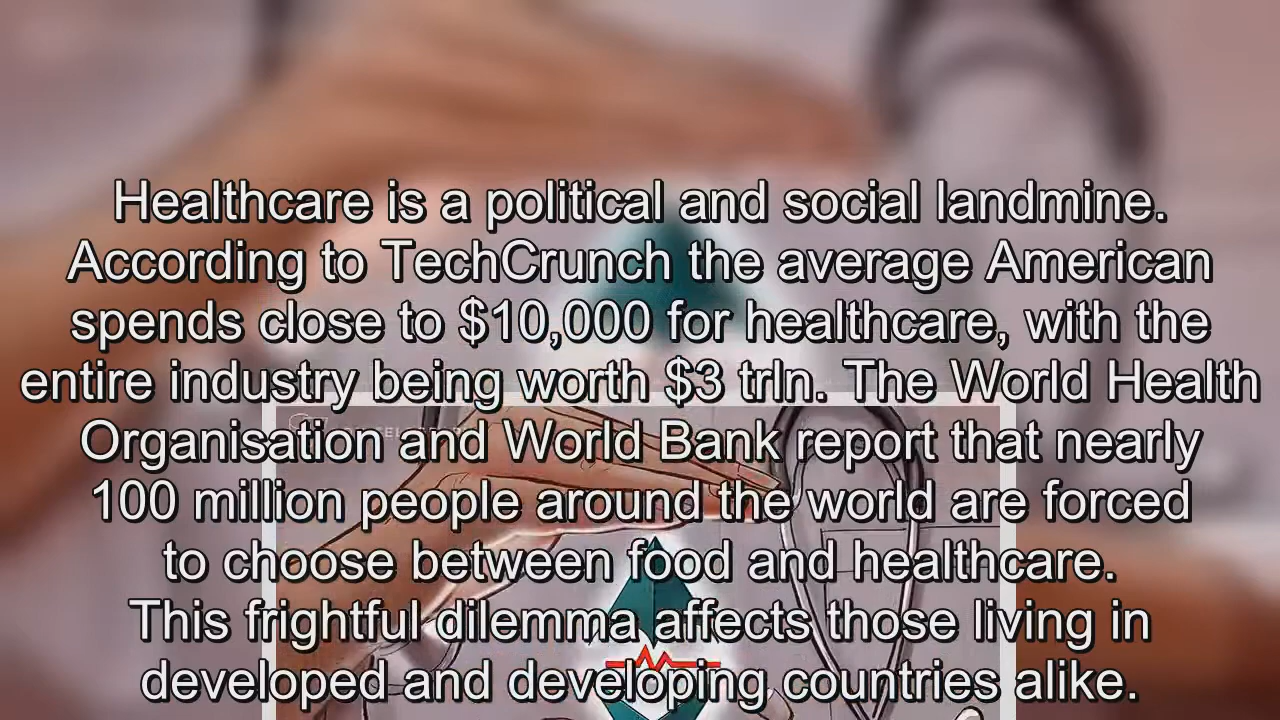 Healthcare is a political and social landmine.
According to TechCrunch the average American
spends close to $10,000 for healthcare, with the
entire industry being worth $3 trln. The World Health
Organisation and World Bank report that nearly
100 million people around the world are forced
to choose between food and healthcare.
This frightful dilemma affects those living in
developed and developing countries alike.